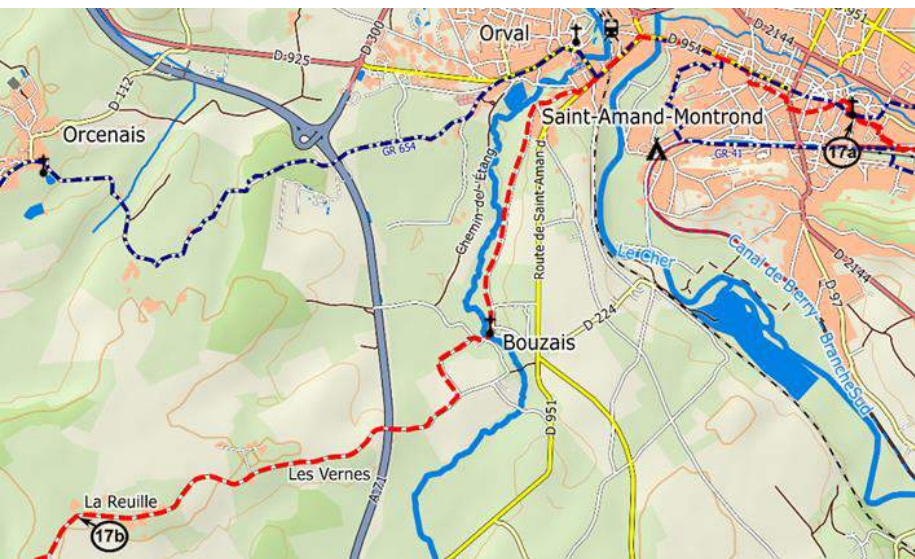 Orval
D 300
D-925
D 951
D-2144
-951
D-112
Orcenais
Saint-Amand-Montrond
GR 654
GR 41
17a
Chemin-de-l'Étang
Route de Saint-Amand
Le Cher
Canal de Berry - Branche Sud
D 2144
D-97
D-224
Bouzais
D 951
A 71
Les Vernes
La Reuille
17b